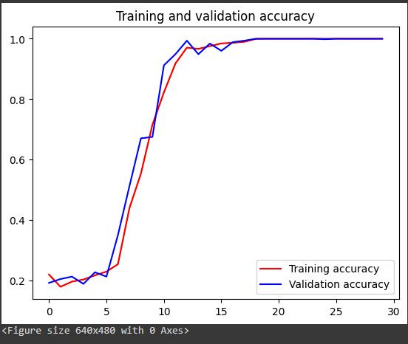 Training and validation accuracy
1.0
0.8
0.6
0.4
0.2
Training accuracy
Validation accuracy
0 5 10 15 20 25 30
<Figure size 640x480 with 0 Axes>